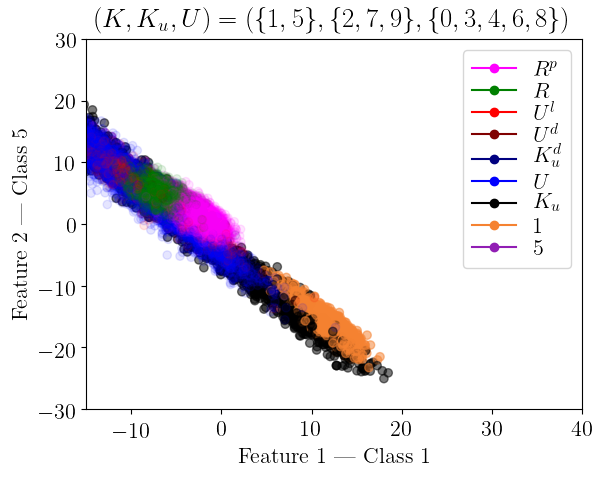 (K, K_u, U) = ({1, 5}, {2, 7, 9}, {0, 3, 4, 6, 8})
30
20
10
0
−10
−20
−30
−10
0
10
20
30
40
Feature 2 — Class 5
Feature 1 — Class 1
R^p
R
U^l
U^d
K_u^d
U
K_u
1
5